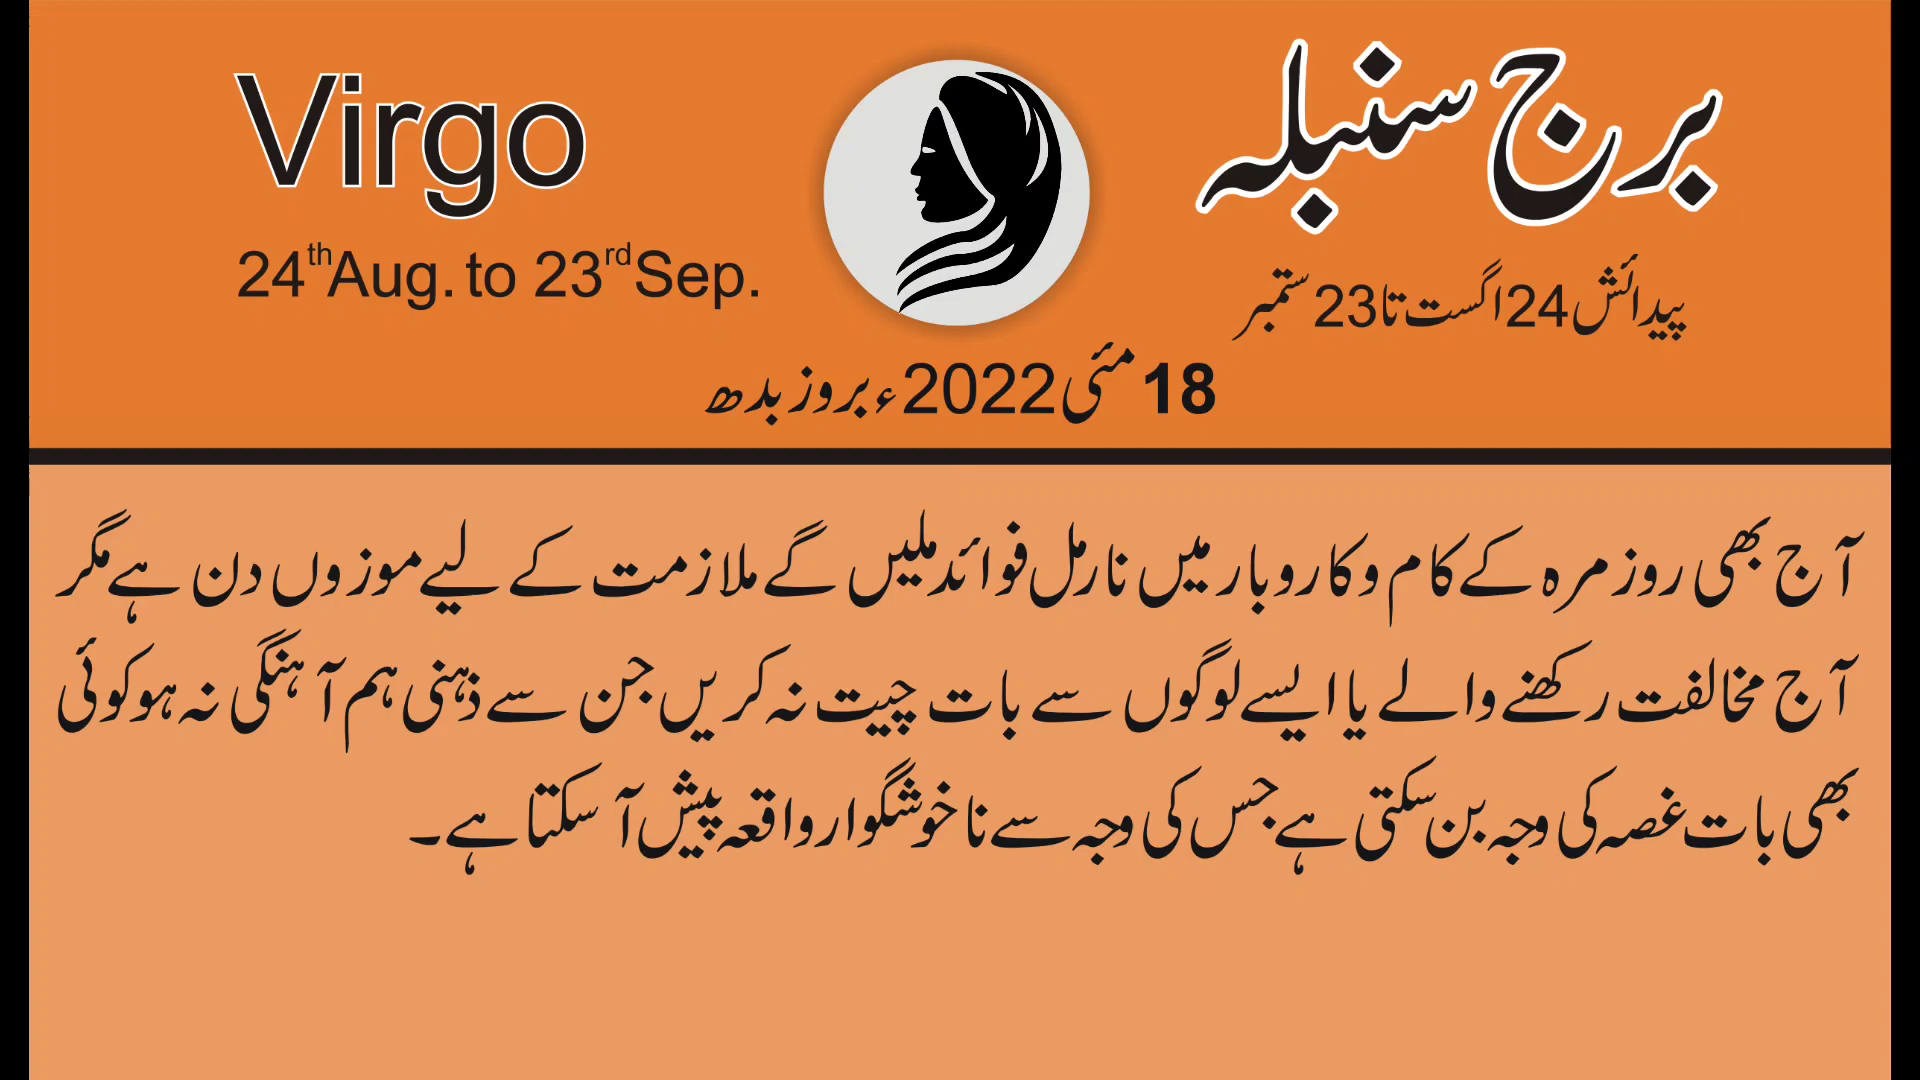 Virgo
برج سنبلہ
24th Aug. to 23rd Sep.
پیدائش 24 اگست تا 23 ستمبر
18 مئی 2022ء بروز بدھ
آج بھی روزمرہ کے کام و کاروبار میں نارمل فوائد ملیں گے ملازمت کے لیے موزوں دن ہے مگر
آج مخالفت رکھنے والے یا ایسے لوگوں سے بات چیت نہ کریں جن سے ذہنی ہم آہنگی نہ ہو کوئی
بھی بات غصہ کی وجہ بن سکتی ہے جس کی وجہ سے ناخوشگوار واقعہ پیش آ سکتا ہے۔